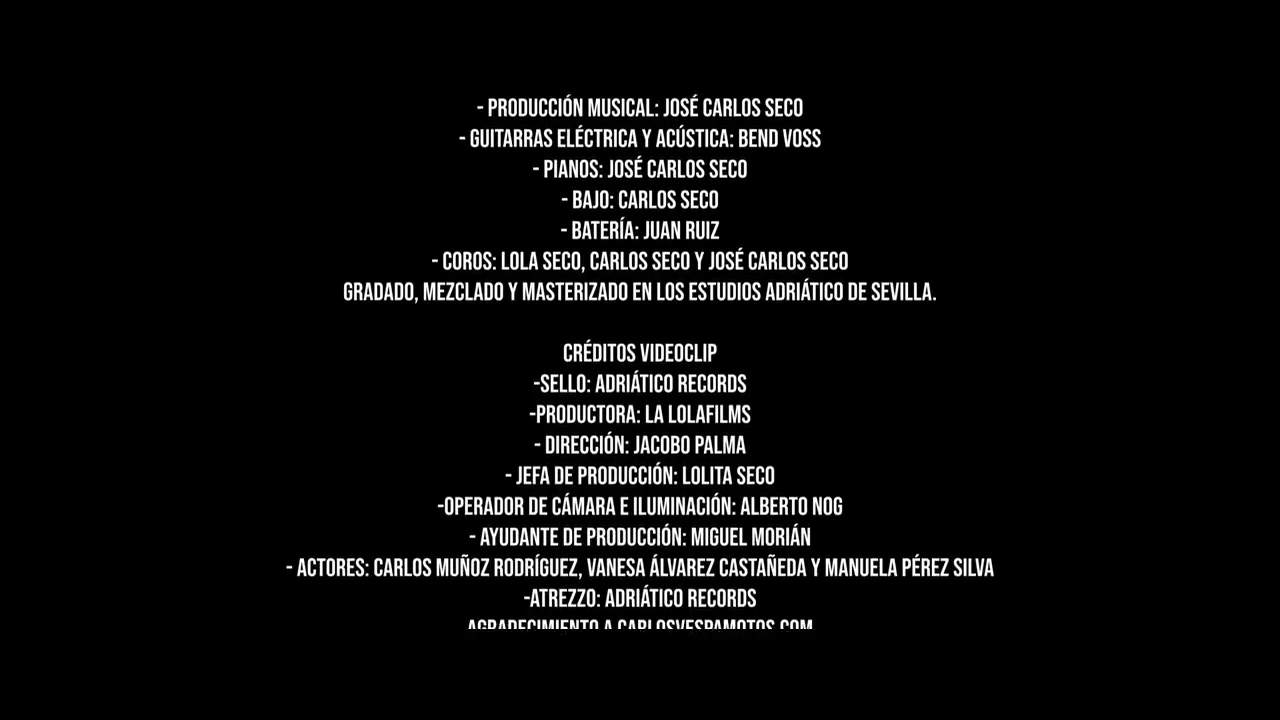 - PRODUCCIÓN MUSICAL: JOSÉ CARLOS SECO
- GUITARRAS ELÉCTRICA Y ACÚSTICA: BEND VOSS
- PIANOS: JOSÉ CARLOS SECO
- BAJO: CARLOS SECO
- BATERÍA: JUAN RUIZ
- COROS: LOLA SECO, CARLOS SECO Y JOSÉ CARLOS SECO
GRADADO, MEZCLADO Y MASTERIZADO EN LOS ESTUDIOS ADRIÁTICO DE SEVILLA.
CRÉDITOS VIDEOCLIP
-SELLO: ADRIÁTICO RECORDS
-PRODUCTORA: LA LOLAFILMS
- DIRECCIÓN: JACOBO PALMA
- JEFA DE PRODUCCIÓN: LOLITA SECO
-OPERADOR DE CÁMARA E ILUMINACIÓN: ALBERTO NOG
- AYUDANTE DE PRODUCCIÓN: MIGUEL MORIÁN
- ACTORES: CARLOS MUÑOZ RODRÍGUEZ, VANESA ÁLVAREZ CASTAÑEDA Y MANUELA PÉREZ SILVA
-ATREZZO: ADRIÁTICO RECORDS
AGRADECIMIENTO A CARLOSVESPAMOTOS.COM